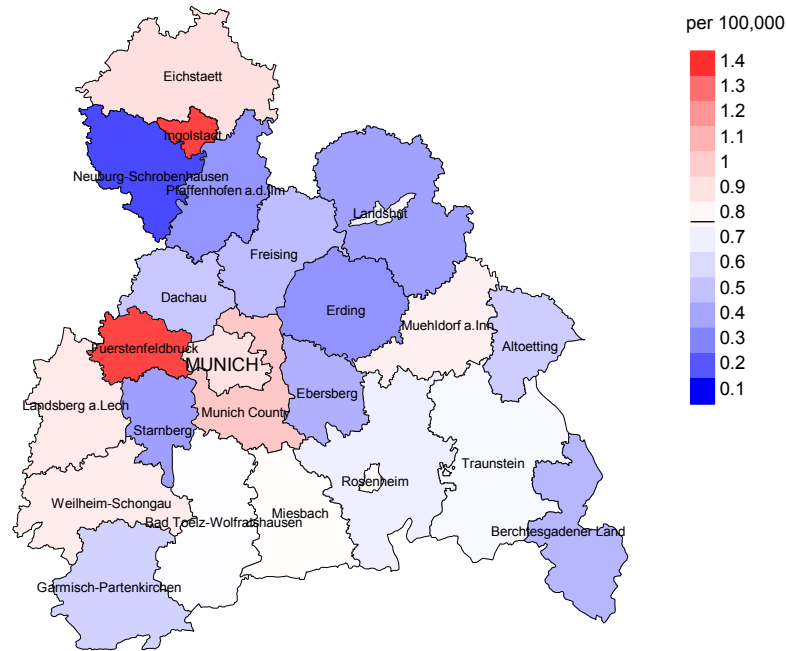 per 100,000
1.4
1.3
1.2
1.1
1
0.9
0.8
0.7
0.6
0.5
0.4
0.3
0.2
0.1
Eichstaett
Ingolstadt
Neuburg-Schrobenhausen
Pfaffenhofen a.d.Ilm
Landshut
Freising
Dachau
Erding
Muehldorf a.Inn
Altoetting
Fuerstenfeldbruck
MUNICH
Ebersberg
Landsberg a.Lech
Munich County
Starnberg
Traunstein
Rosenheim
Weilheim-Schongau
Miesbach
Bad Toelz-Wolfratshausen
Berchtesgadener Land
Garmisch-Partenkirchen